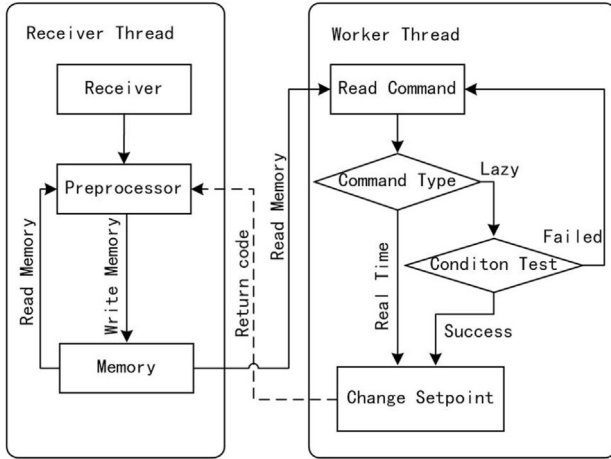 Receiver Thread
Receiver
Preprocessor
Read Memory
Write Memory
Memory
Return code
Read Memory
Worker Thread
Read Command
Command Type
Lazy
Real Time
Conditon Test
Failed
Success
Change Setpoint